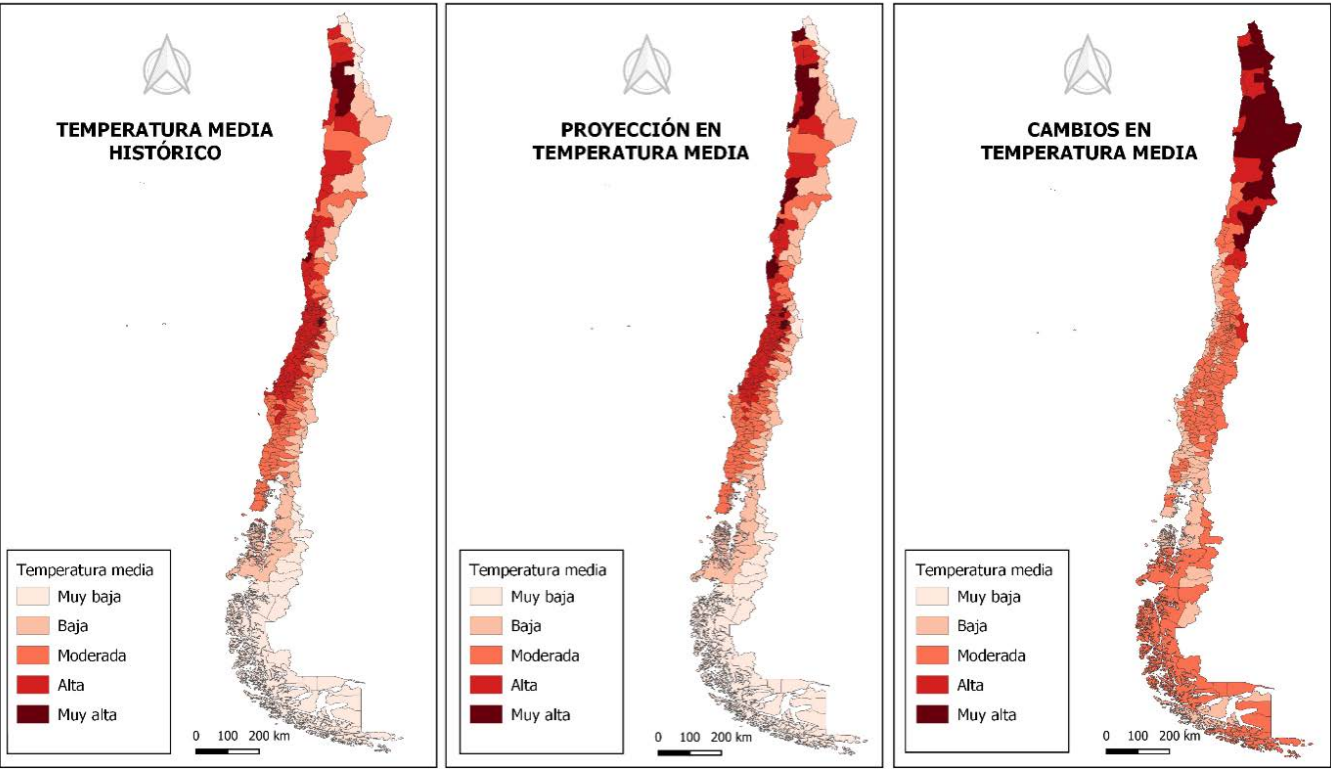 TEMPERATURA MEDIA
HISTÓRICO
Temperatura media
Muy baja
Baja
Moderada
Alta
Muy alta
0 100 200 km
PROYECCIÓN EN
TEMPERATURA MEDIA
Temperatura media
Muy baja
Baja
Moderada
Alta
Muy alta
0 100 200 km
CAMBIOS EN
TEMPERATURA MEDIA
Temperatura media
Muy baja
Baja
Moderada
Alta
Muy alta
0 100 200 km